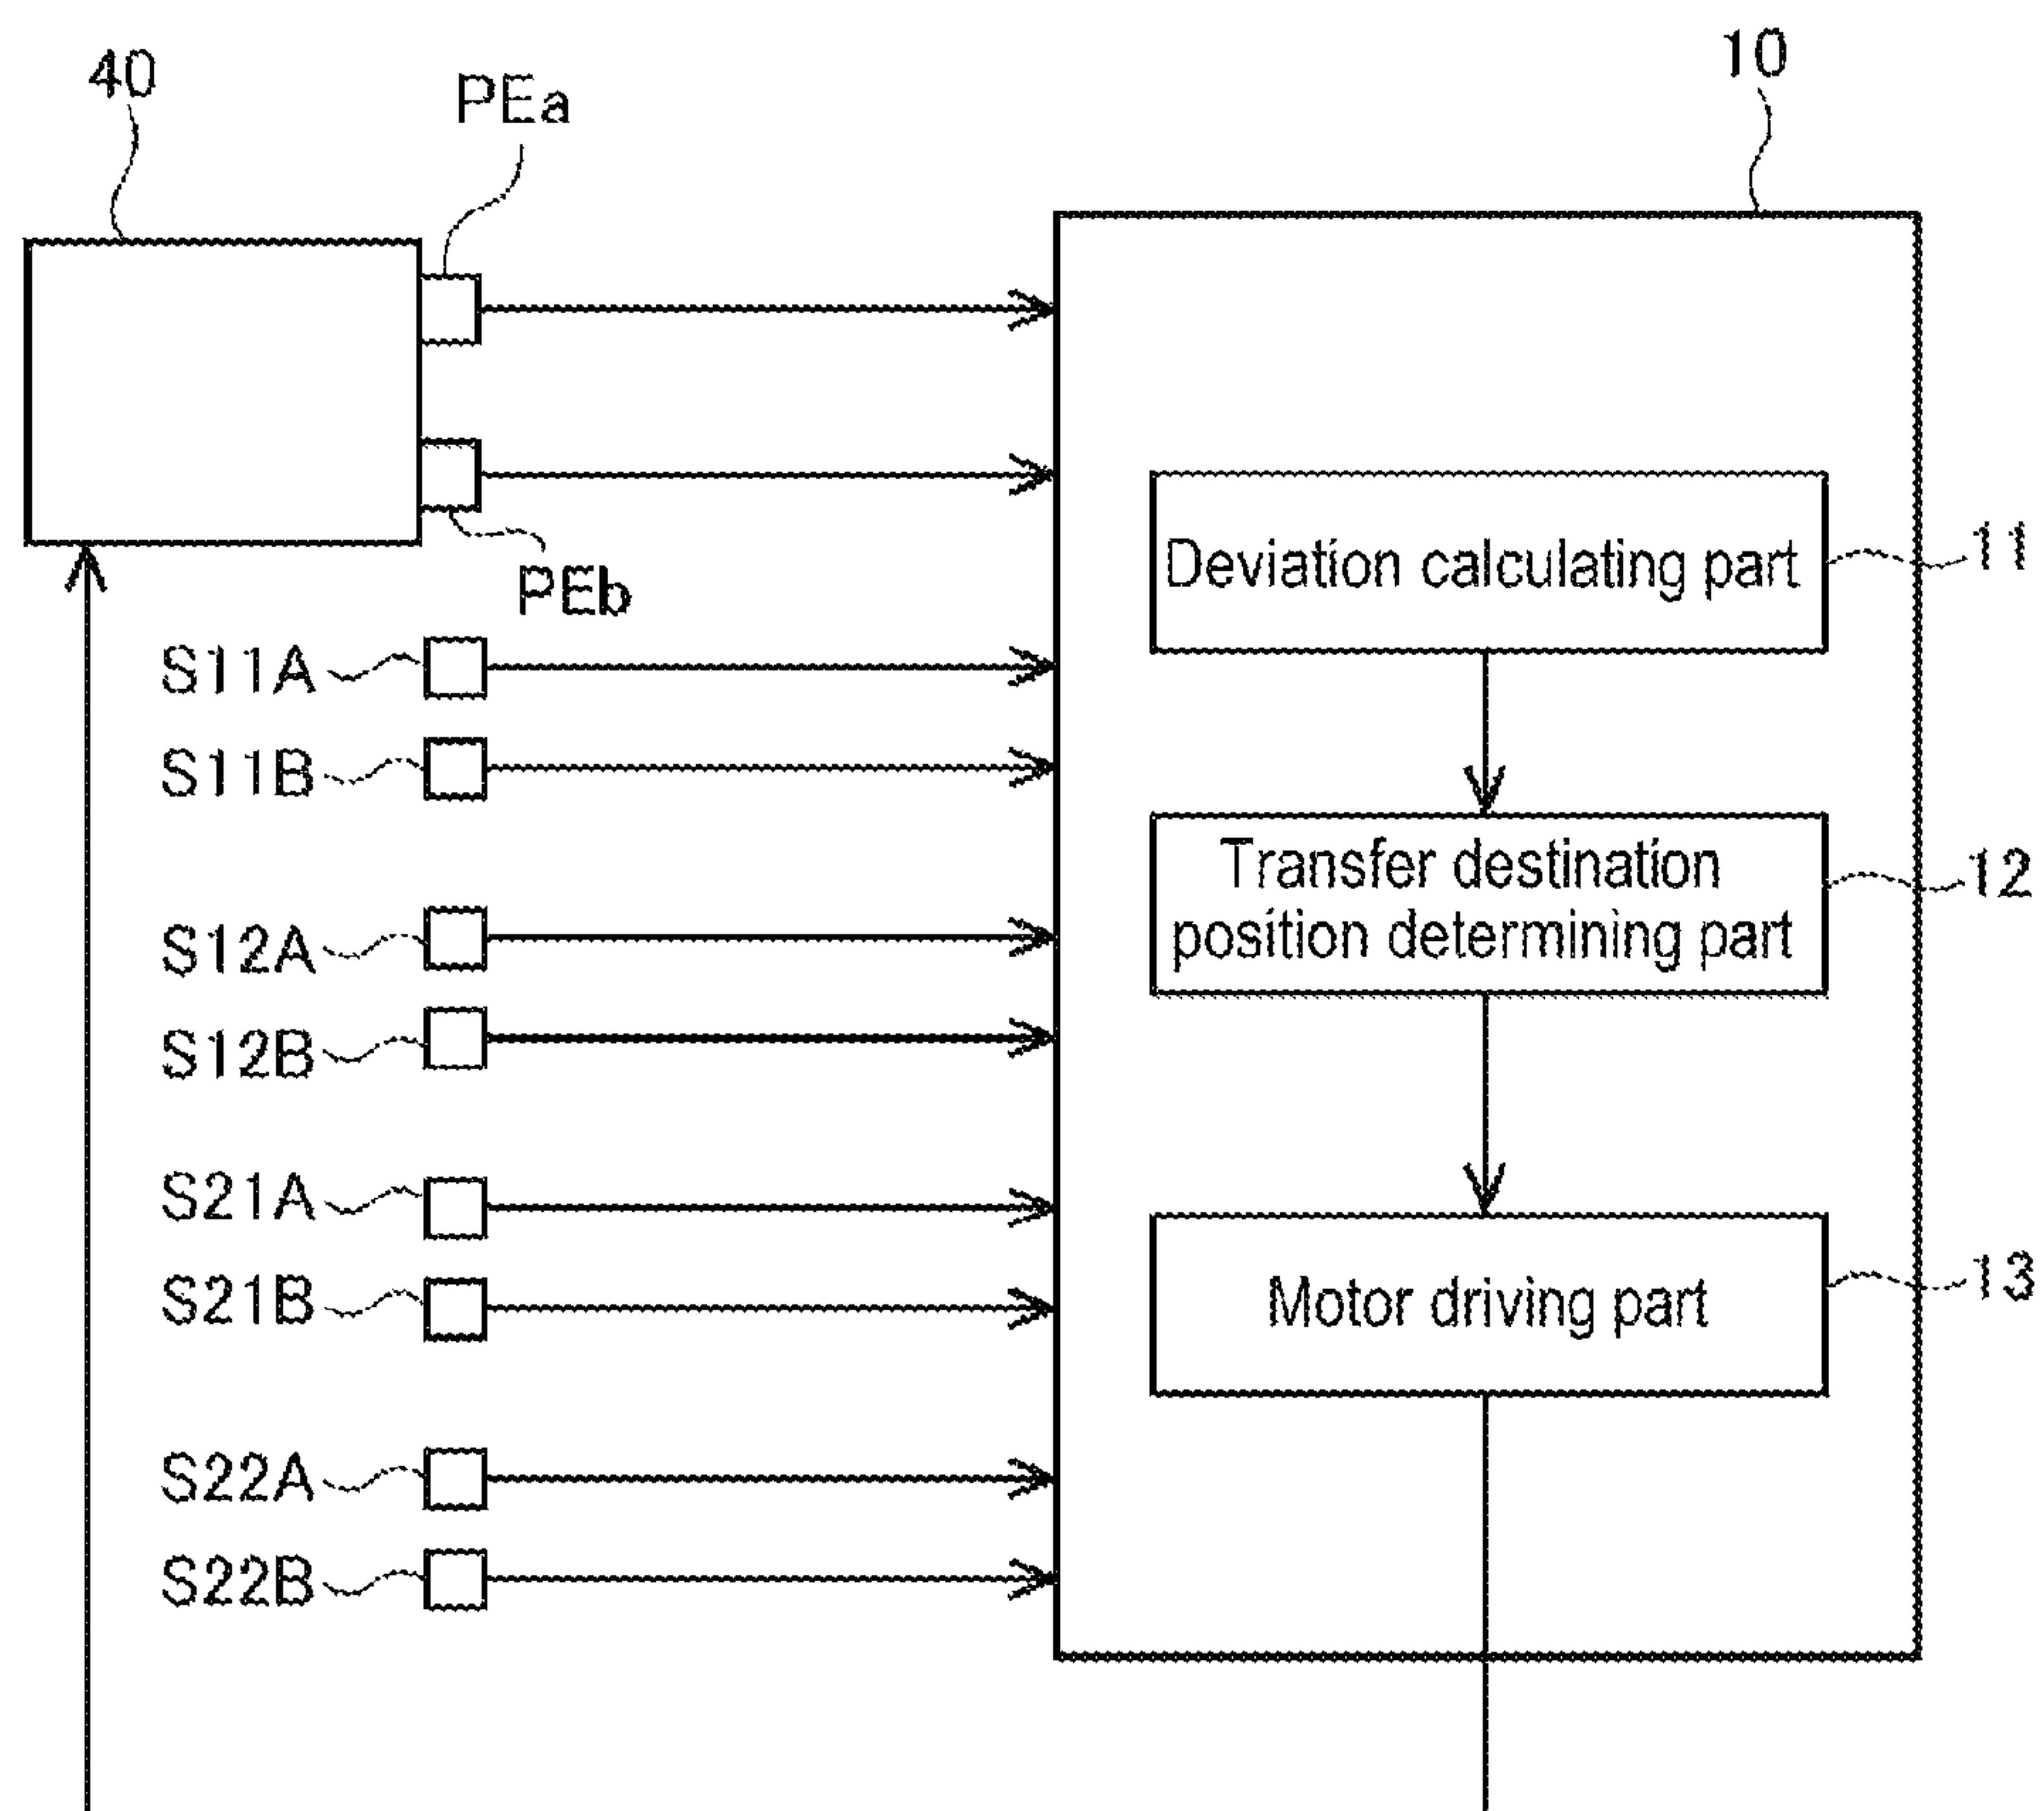 40
PEa
10
PEb
Deviation calculating part
11
S11A
S11B
Transfer destination
position determining part
12
S12A
S12B
S21A
S21B
Motor driving part
13
S22A
S22B